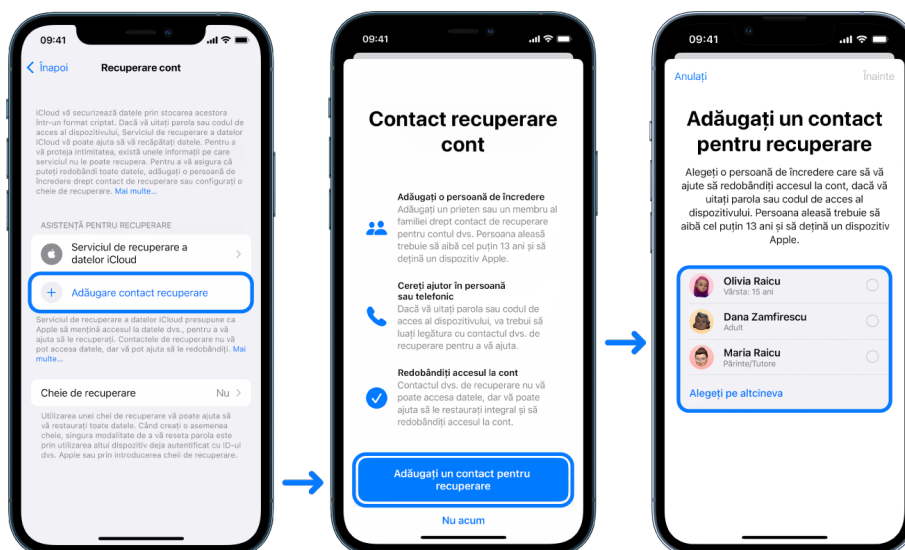 09:41
Înapoi
Recuperare cont
iCloud vă securizează datele prin stocarea acestora
într-un format criptat. Dacă vă uitați parola sau codul de
acces al dispozitivului, Serviciul de recuperare a datelor
iCloud vă poate ajuta să vă recăpătați datele. Pentru a
vă proteja intimitatea, există unele informații pe care
serviciul nu le poate recupera. Pentru a vă asigura că
puteți redobândi toate datele, adăugați o persoană de
încredere drept contact de recuperare sau configurați o
cheie de recuperare. Mai multe...
ASISTENȚĂ PENTRU RECUPERARE
Serviciul de recuperare a
datelor iCloud
Adăugare contact recuperare
Serviciul de recuperare a datelor iCloud presupune ca
Apple să mențină accesul la datele dvs., pentru a vă
ajuta să le recuperați. Contactele de recuperare nu vă
pot accesa datele, dar vă pot ajuta să le redobândiți. Mai
multe...
Cheie de recuperare
Nu
Utilizarea unei chei de recuperare vă poate ajuta să
vă restaurați toate datele. Când creați o asemenea
cheie, singura modalitate de a vă reseta parola este
prin utilizarea altui dispozitiv deja autentificat cu ID-ul
dvs. Apple sau prin introducerea cheii de recuperare.
09:41
Contact recuperare
cont
Adăugați o persoană de încredere
Adăugați un prieten sau un membru al
familiei drept contact de recuperare
pentru contul dvs. Persoana aleasă
trebuie să aibă cel puțin 13 ani și să
dețină un dispozitiv Apple.
Cereți ajutor în persoană
sau telefonic
Dacă vă uitați parola sau codul de
acces al dispozitivului, va trebui să
luați legătura cu contactul dvs. de
recuperare pentru a vă ajuta.
Redobândiți accesul la cont
Contactul dvs. de recuperare nu vă
poate accesa datele, dar vă poate
ajuta să le restaurați integral și să
redobândiți accesul la cont.
Adăugați un contact pentru
recuperare
Nu acum
09:41
Anulați
Înainte
Adăugați un contact
pentru recuperare
Alegeți o persoană de încredere care să vă
ajute să redobândiți accesul la cont, dacă vă
uitați parola sau codul de acces al
dispozitivului. Persoana aleasă trebuie să
aibă cel puțin 13 ani și să dețină un dispozitiv
Apple.
Olivia Raicu
Vârsta: 15 ani
Dana Zamfirescu
Adult
Maria Raicu
Părinte/Tutore
Alegeți pe altcineva